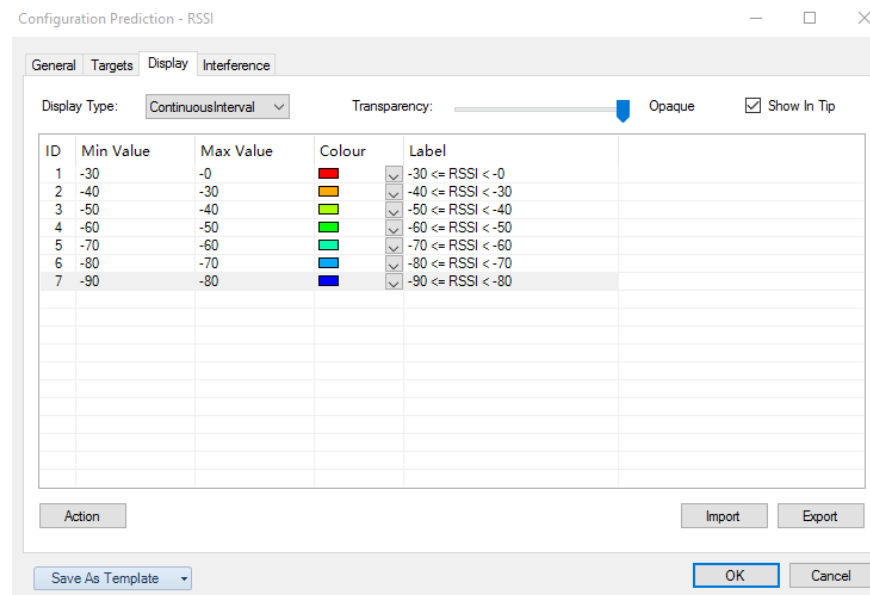 Configuration Prediction - RSSI
General Targets Display Interference
Display Type: ContinuousInterval Transparency: Opaque Show In Tip
ID Min Value Max Value Colour Label
1 -30 -0 -30 <= RSSI < -0
2 -40 -30 -40 <= RSSI < -30
3 -50 -40 -50 <= RSSI < -40
4 -60 -50 -60 <= RSSI < -50
5 -70 -60 -70 <= RSSI < -60
6 -80 -70 -80 <= RSSI < -70
7 -90 -80 -90 <= RSSI < -80
Action Import Export
Save As Template OK Cancel